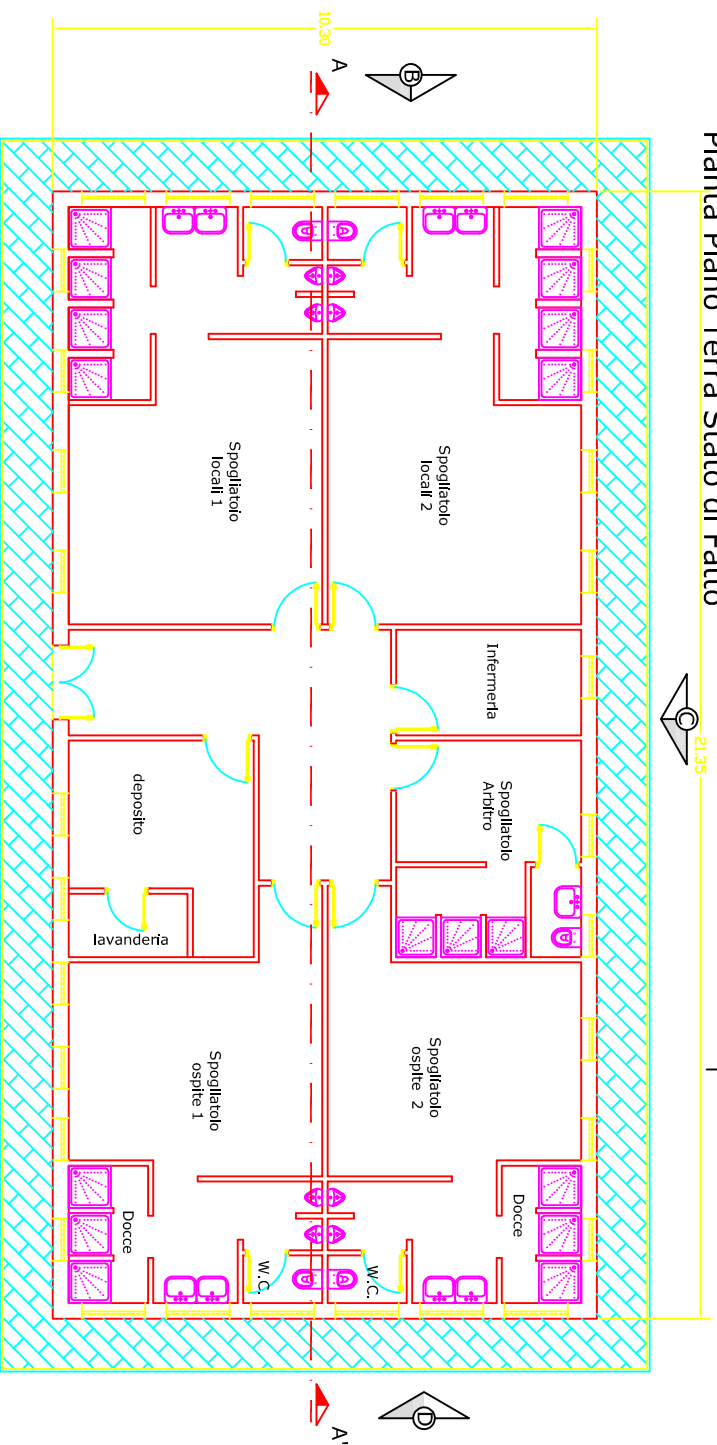 Pianta Piano Terra Stato di Fatto
10.30
21.35
A
B
C
Spogliatoio
locali 1
Spogliatoio
locali 2
Infermeria
deposito
Spogliatoio
Arbitro
lavanderia
Spogliatoio
ospite 1
Spogliatoio
ospite 2
Docce
Docce
W.C.
W.C.
A'
D